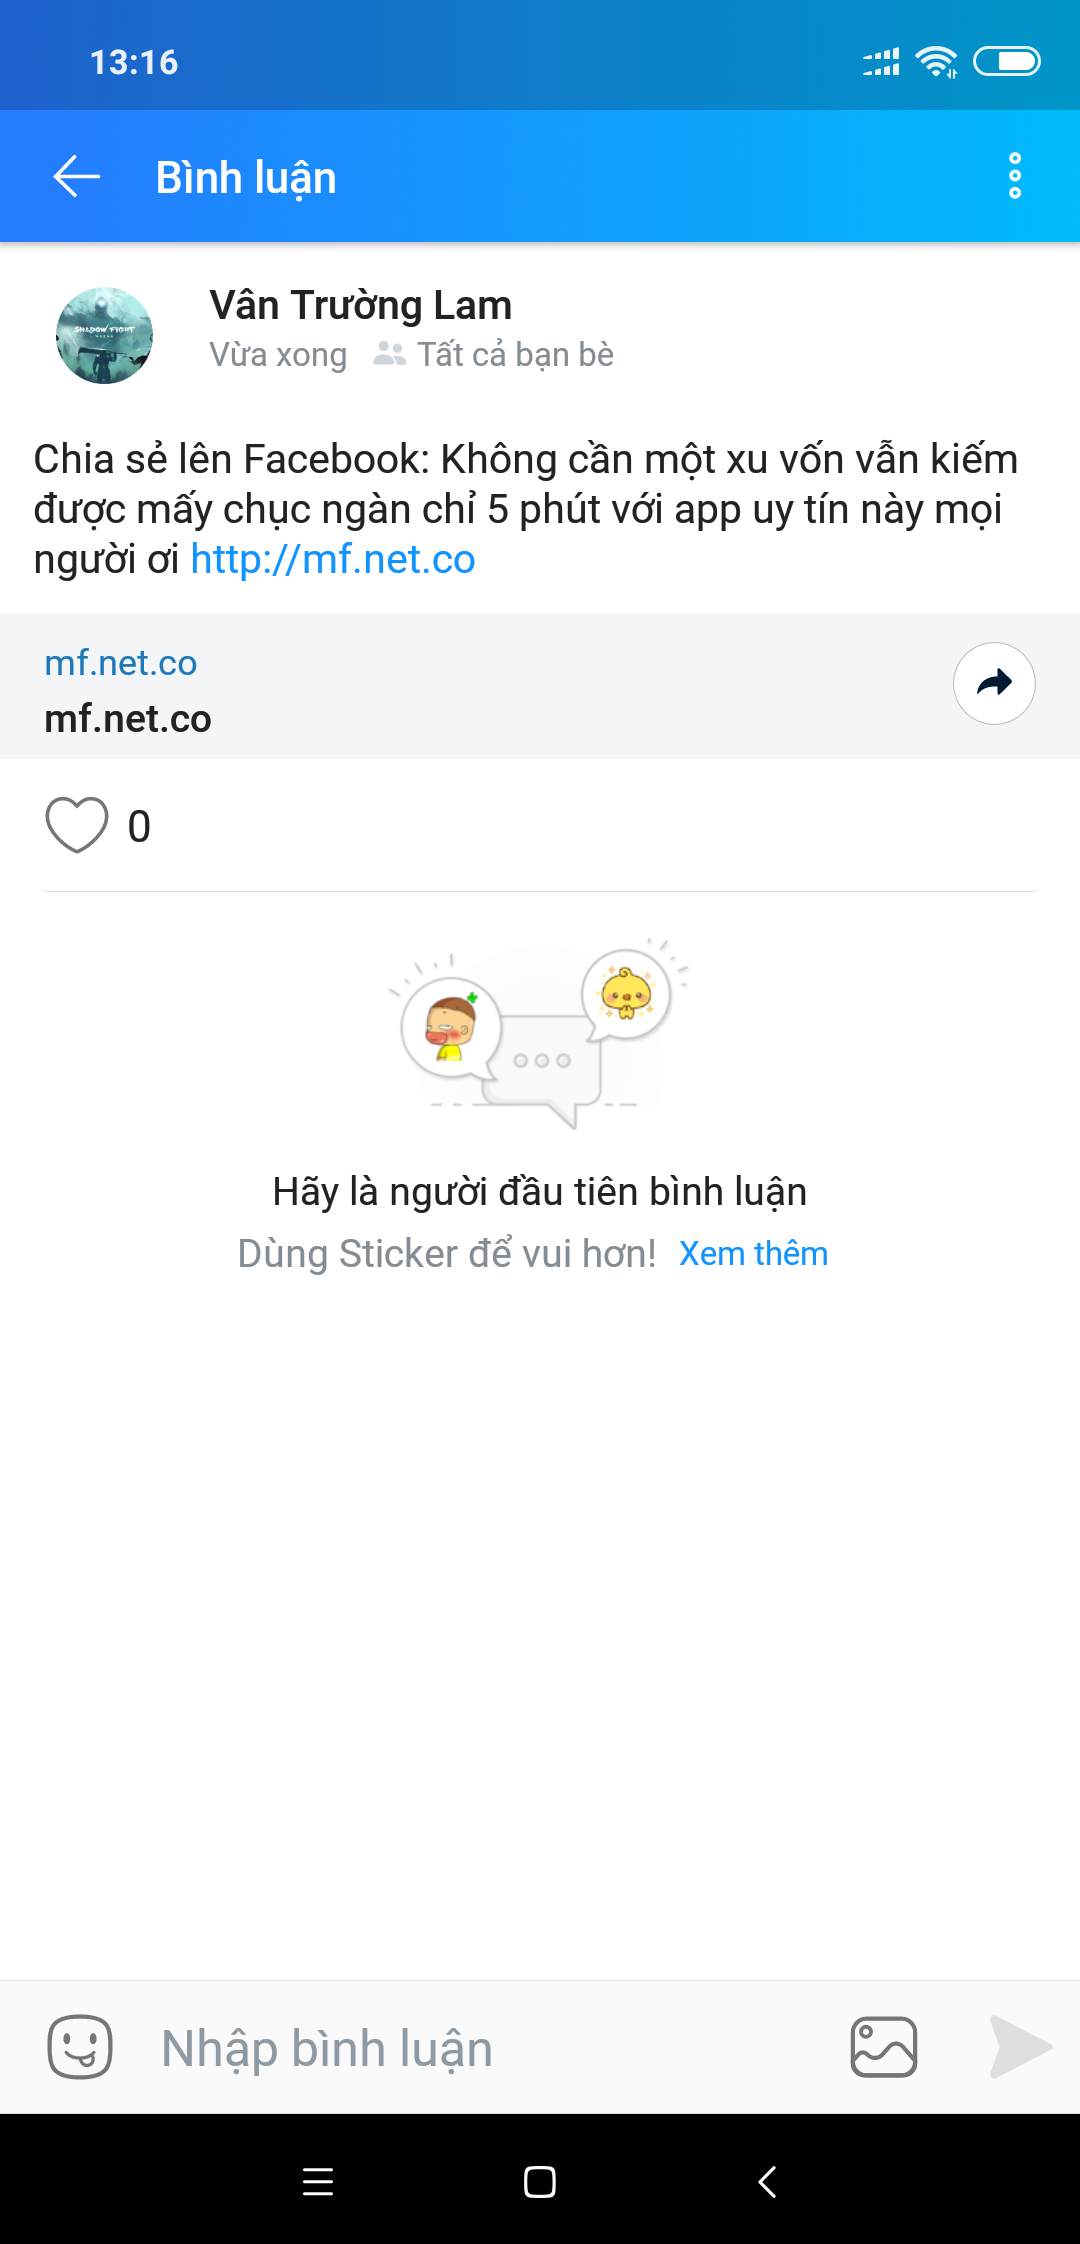 13:16
Bình luận
SHADOW FIGHT
Vân Trường Lam
Vừa xong Tất cả bạn bè
Chia sẻ lên Facebook: Không cần một xu vốn vẫn kiếm
được mấy chục ngàn chỉ 5 phút với app uy tín này mọi
người ơi http://mf.net.co
mf.net.co
mf.net.co
0
Hãy là người đầu tiên bình luận
Dùng Sticker để vui hơn! Xem thêm
Nhập bình luận